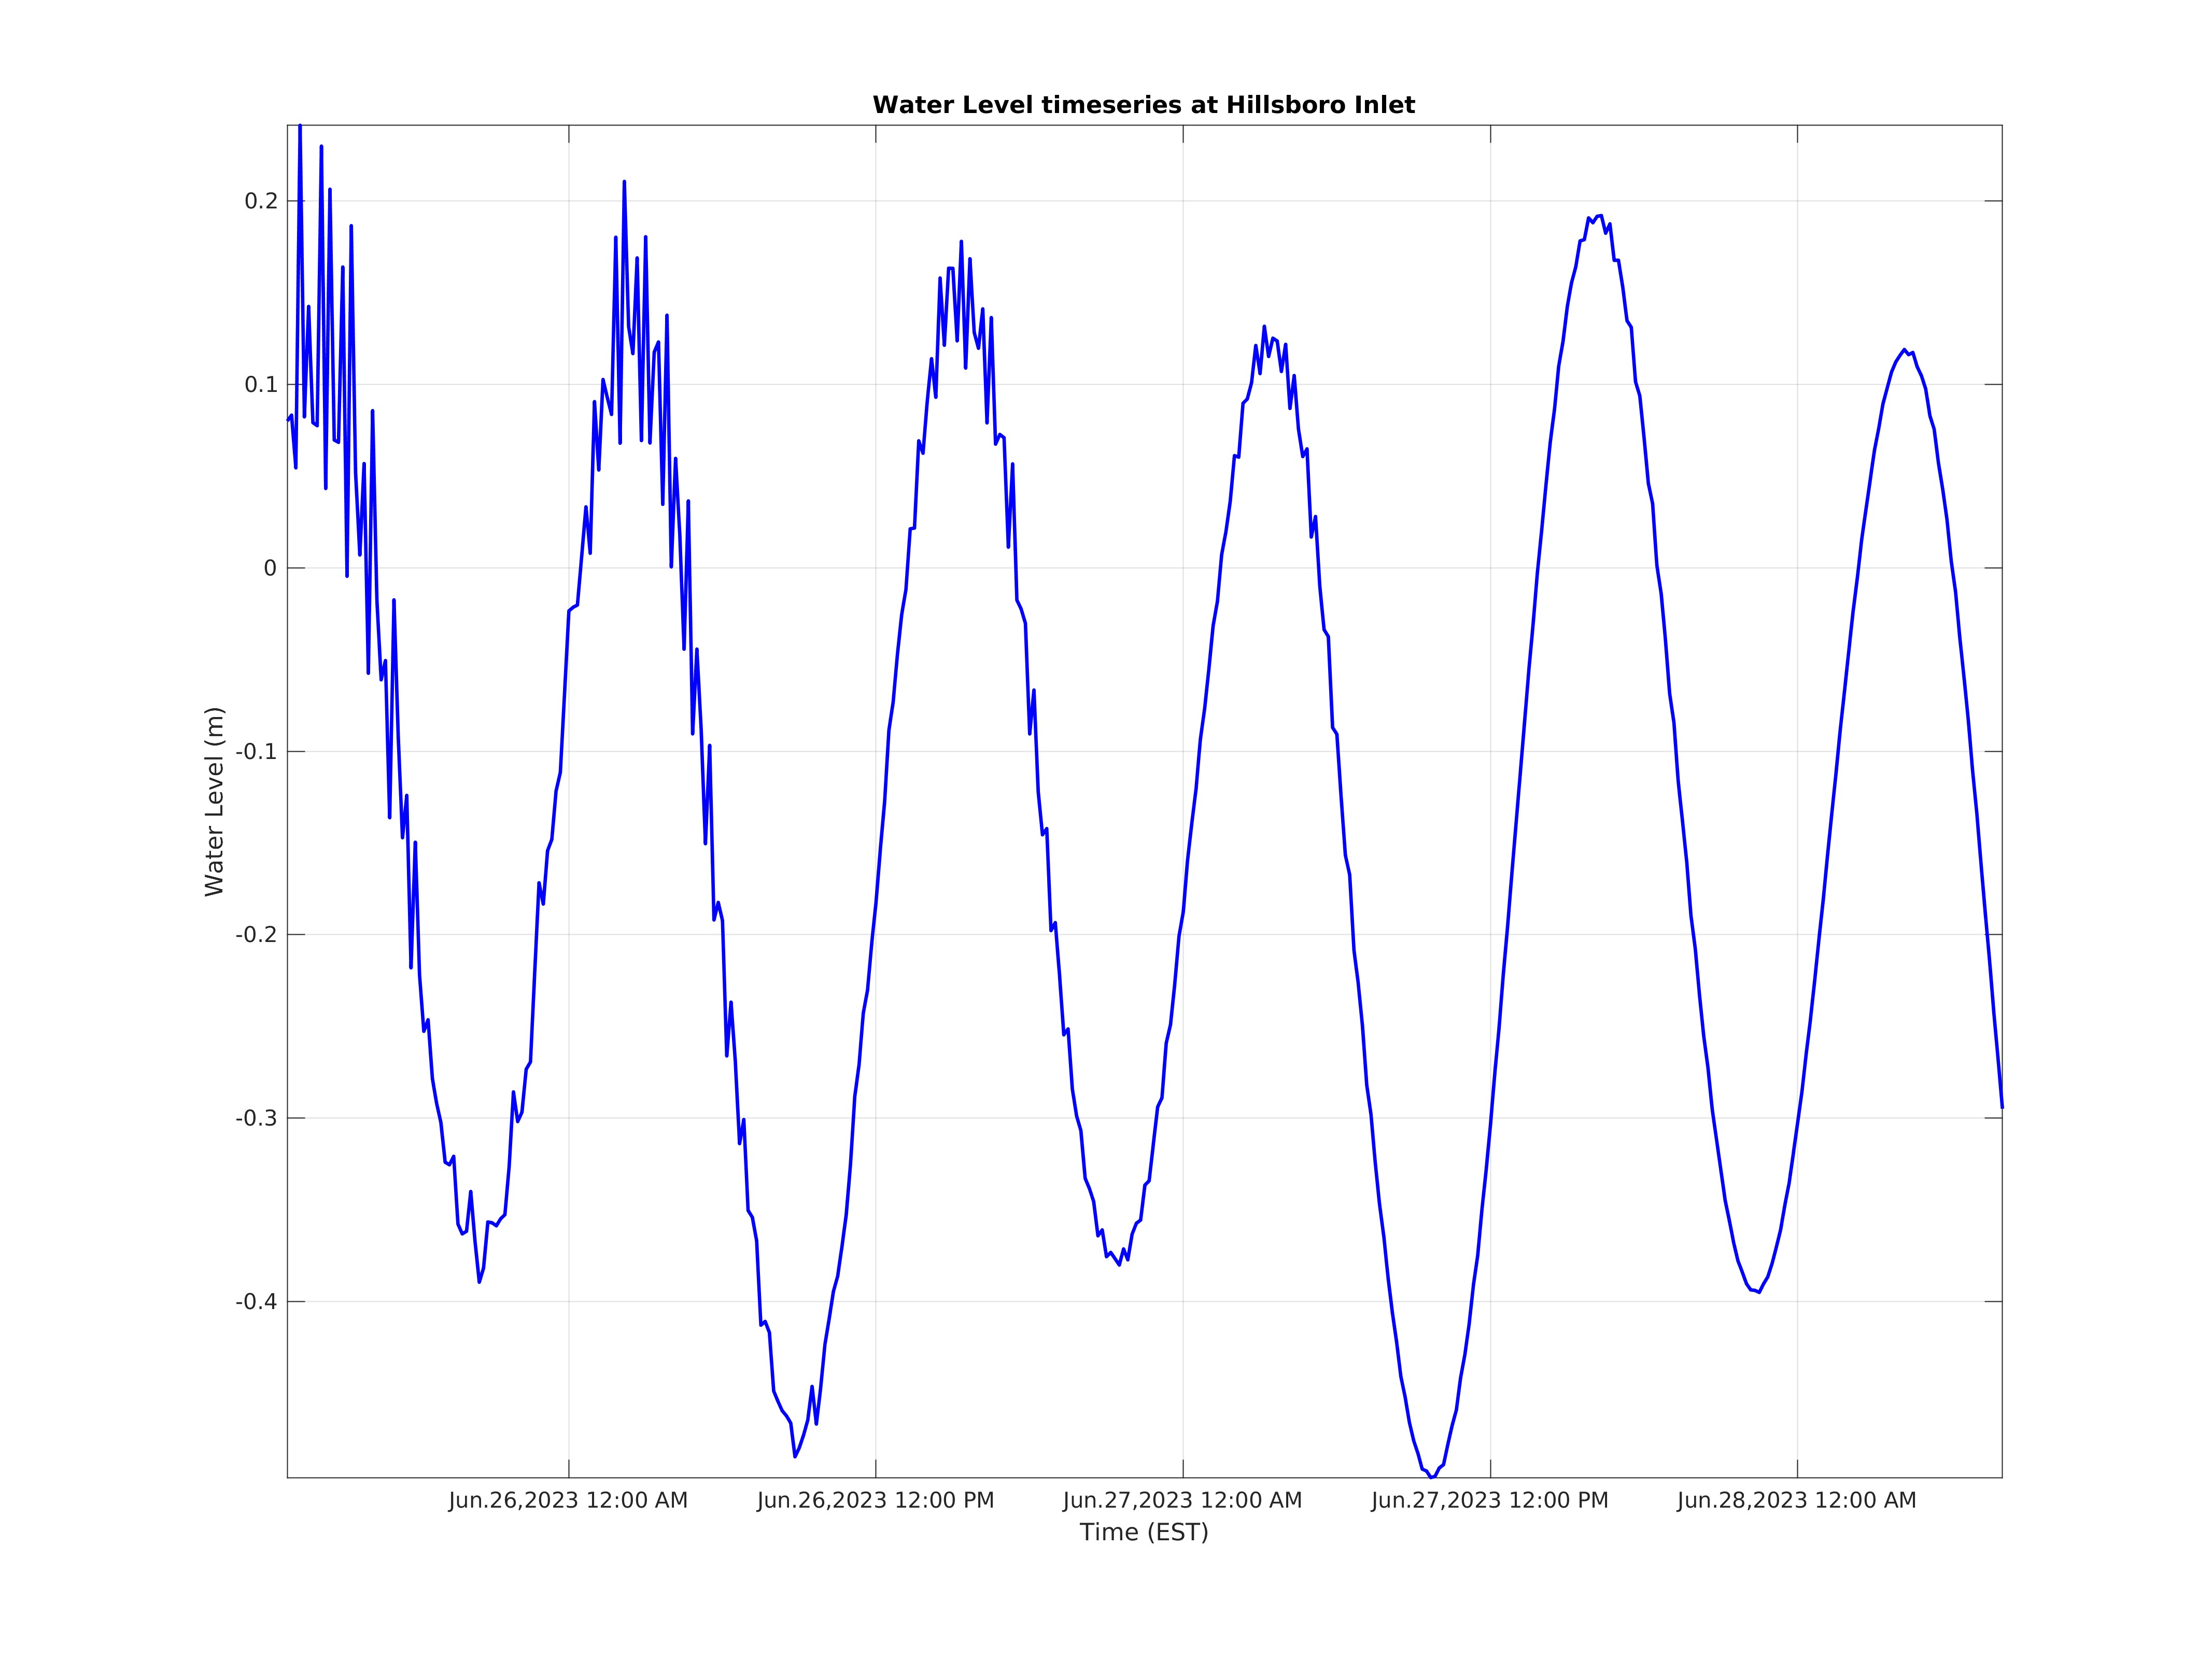 Water Level timeseries at Hillsboro Inlet
0.2
0.1
0
-0.1
-0.2
-0.3
-0.4
Water Level (m)
Jun.26,2023 12:00 AM
Jun.26,2023 12:00 PM
Jun.27,2023 12:00 AM
Jun.27,2023 12:00 PM
Jun.28,2023 12:00 AM
Time (EST)